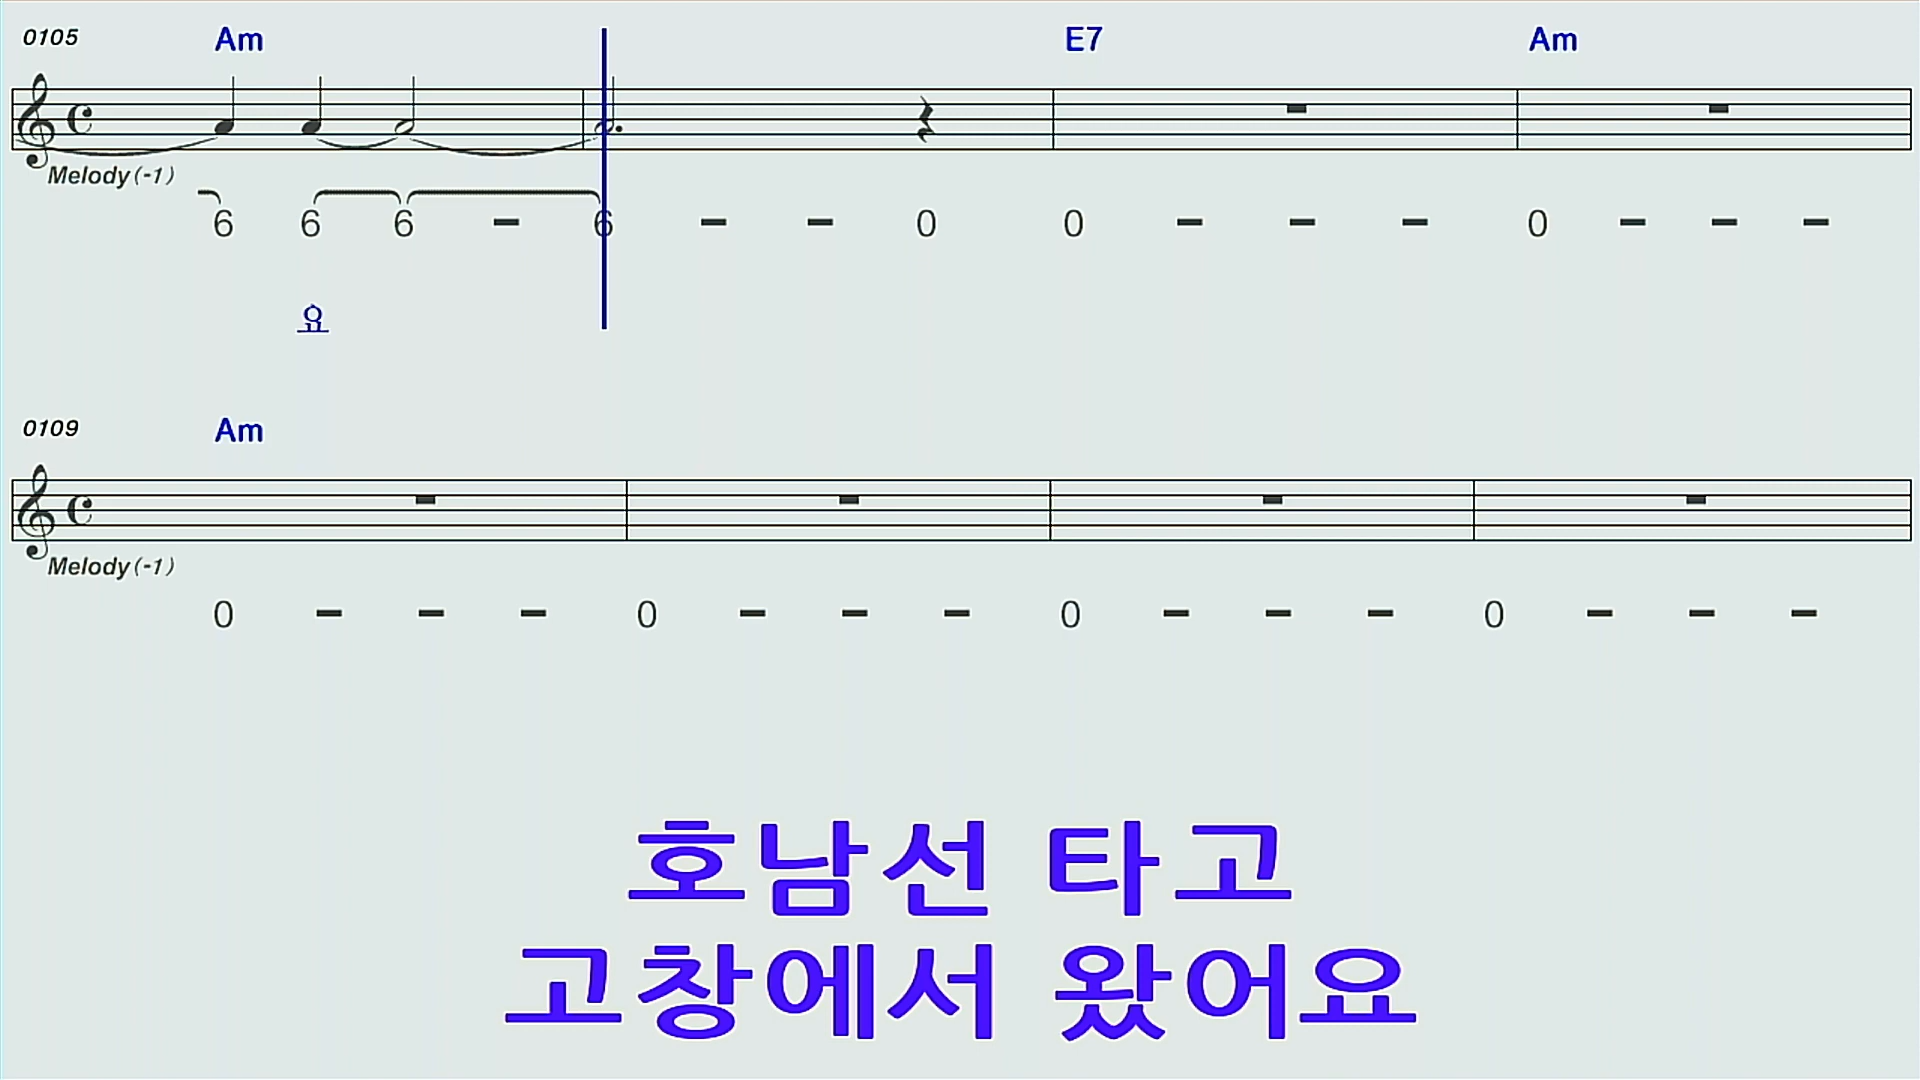 0105 Am E7 Am
Melody(-1)
6 6 6 - 6 - - 0 0 - - - 0 - - -
요
0109 Am
Melody(-1)
0 - - - 0 - - - 0 - - - 0 - - -
호남선 타고
고창에서 왔어요